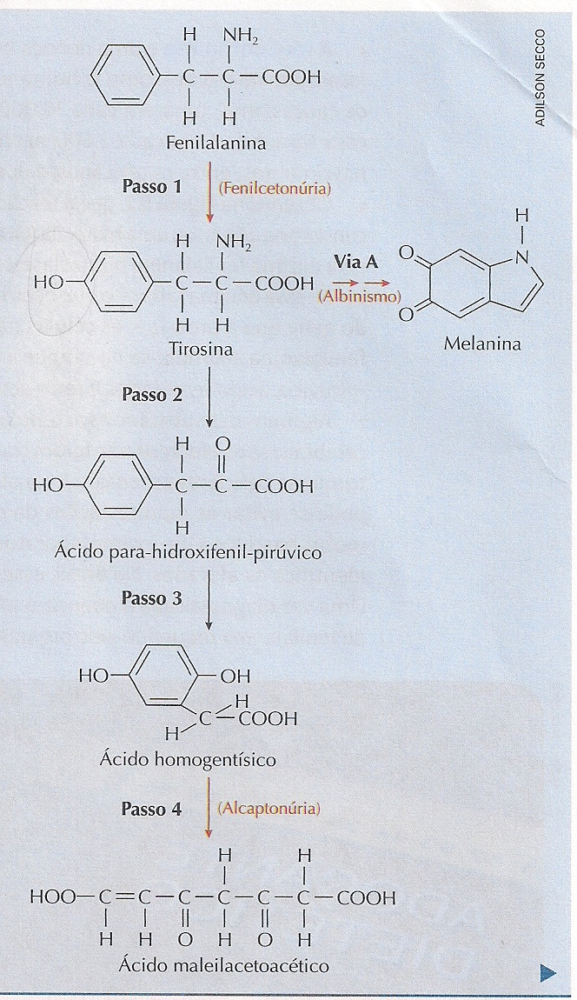 H NH₂
C—C—COOH
H H
Fenilalanina
Passo 1 (Fenilcetonúria)
H NH₂
HO— C—C—COOH
H H
Tirosina
Via A
(Albinismo)
H
N
O
O
Melanina
Passo 2
H O
HO— C—C—COOH
H
Ácido para-hidroxifenil-pirúvico
Passo 3
HO— —OH
H
C—COOH
H
Ácido homogentísico
Passo 4 (Alcaptonúria)
H H
HOO—C=C—C—C—C—C—COOH
H H O H O H
Ácido maleilacetoacético
ADILSON SECCO